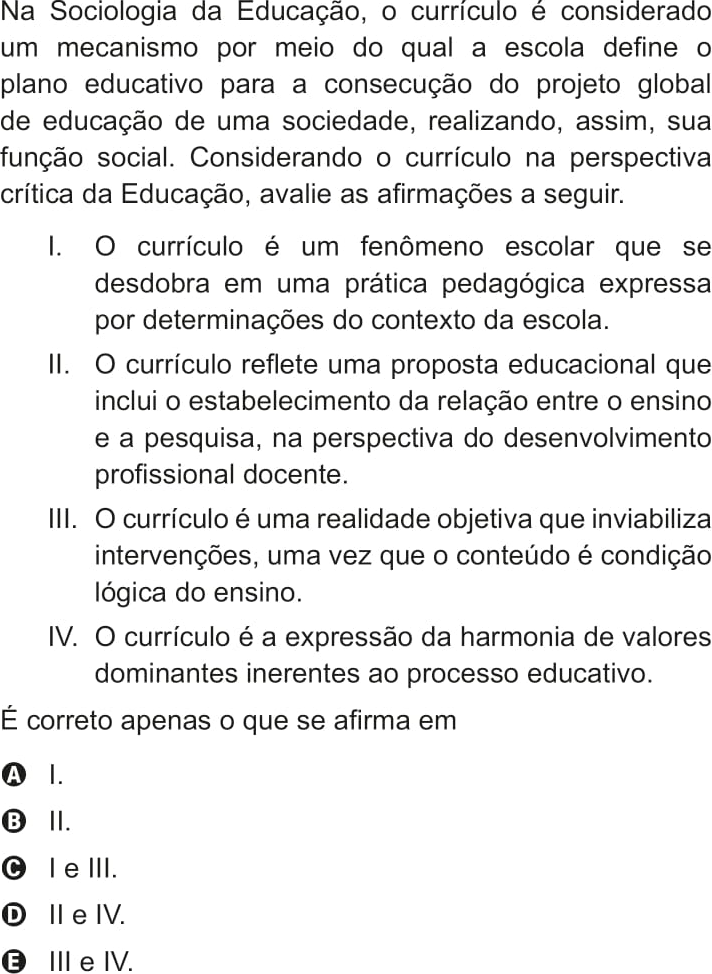 Na Sociologia da Educação, o currículo é considerado
um mecanismo por meio do qual a escola define o
plano educativo para a consecução do projeto global
de educação de uma sociedade, realizando, assim, sua
função social. Considerando o currículo na perspectiva
crítica da Educação, avalie as afirmações a seguir.
I. O currículo é um fenômeno escolar que se
desdobra em uma prática pedagógica expressa
por determinações do contexto da escola.
II. O currículo reflete uma proposta educacional que
inclui o estabelecimento da relação entre o ensino
e a pesquisa, na perspectiva do desenvolvimento
profissional docente.
III. O currículo é uma realidade objetiva que inviabiliza
intervenções, uma vez que o conteúdo é condição
lógica do ensino.
IV. O currículo é a expressão da harmonia de valores
dominantes inerentes ao processo educativo.
É correto apenas o que se afirma em
A I.
B II.
C I e III.
D II e IV.
E III e IV.